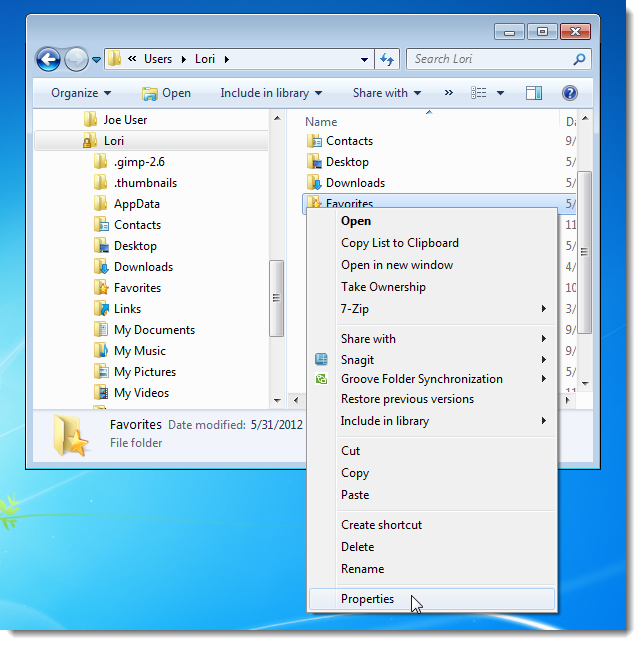 « Users Lori
Search Lori
Organize Open Include in library Share with »
Joe User
Lori
.gimp-2.6
.thumbnails
AppData
Contacts
Desktop
Downloads
Favorites
Links
My Documents
My Music
My Pictures
My Videos
Name
Contacts 9/
Desktop 5/
Downloads 5/
Favorites 5/
11
5/
4/
10
3/
9/
9/
5/
11
Open
Copy List to Clipboard
Open in new window
Take Ownership
7-Zip
Share with
Snagit
Groove Folder Synchronization
Restore previous versions
Include in library
Cut
Copy
Paste
Create shortcut
Delete
Rename
Properties
Favorites Date modified: 5/31/2012
File folder